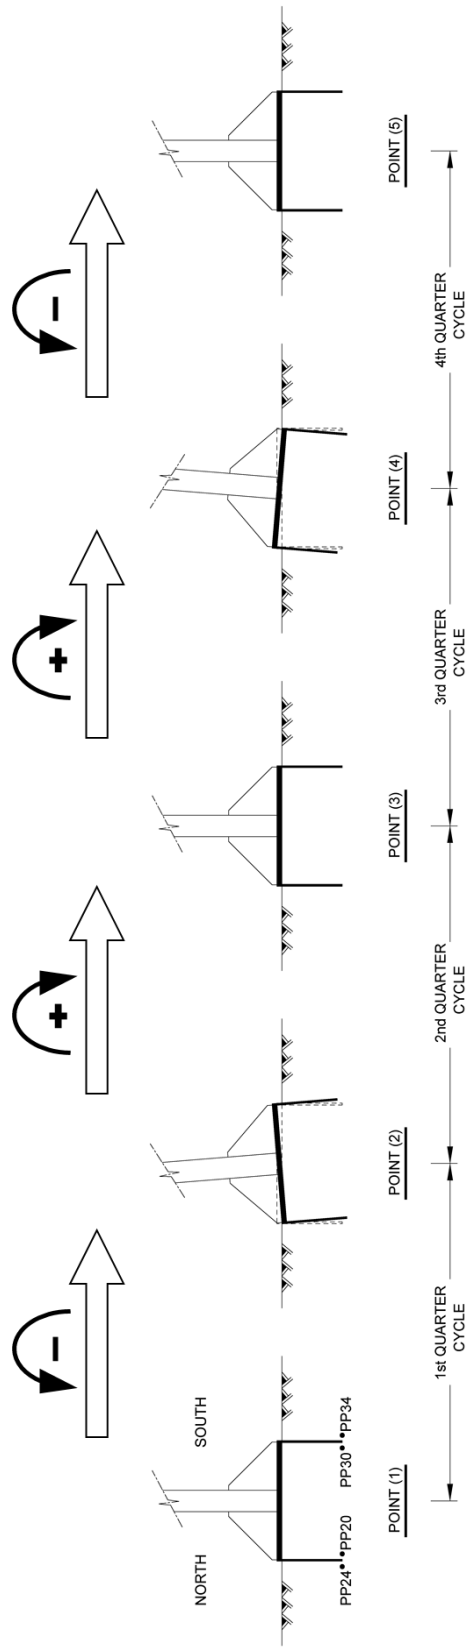 −
+
+
−
NORTH
SOUTH
PP24
PP20
PP30
PP34
POINT (1)
POINT (2)
POINT (3)
POINT (4)
POINT (5)
1st QUARTER
CYCLE
2nd QUARTER
CYCLE
3rd QUARTER
CYCLE
4th QUARTER
CYCLE